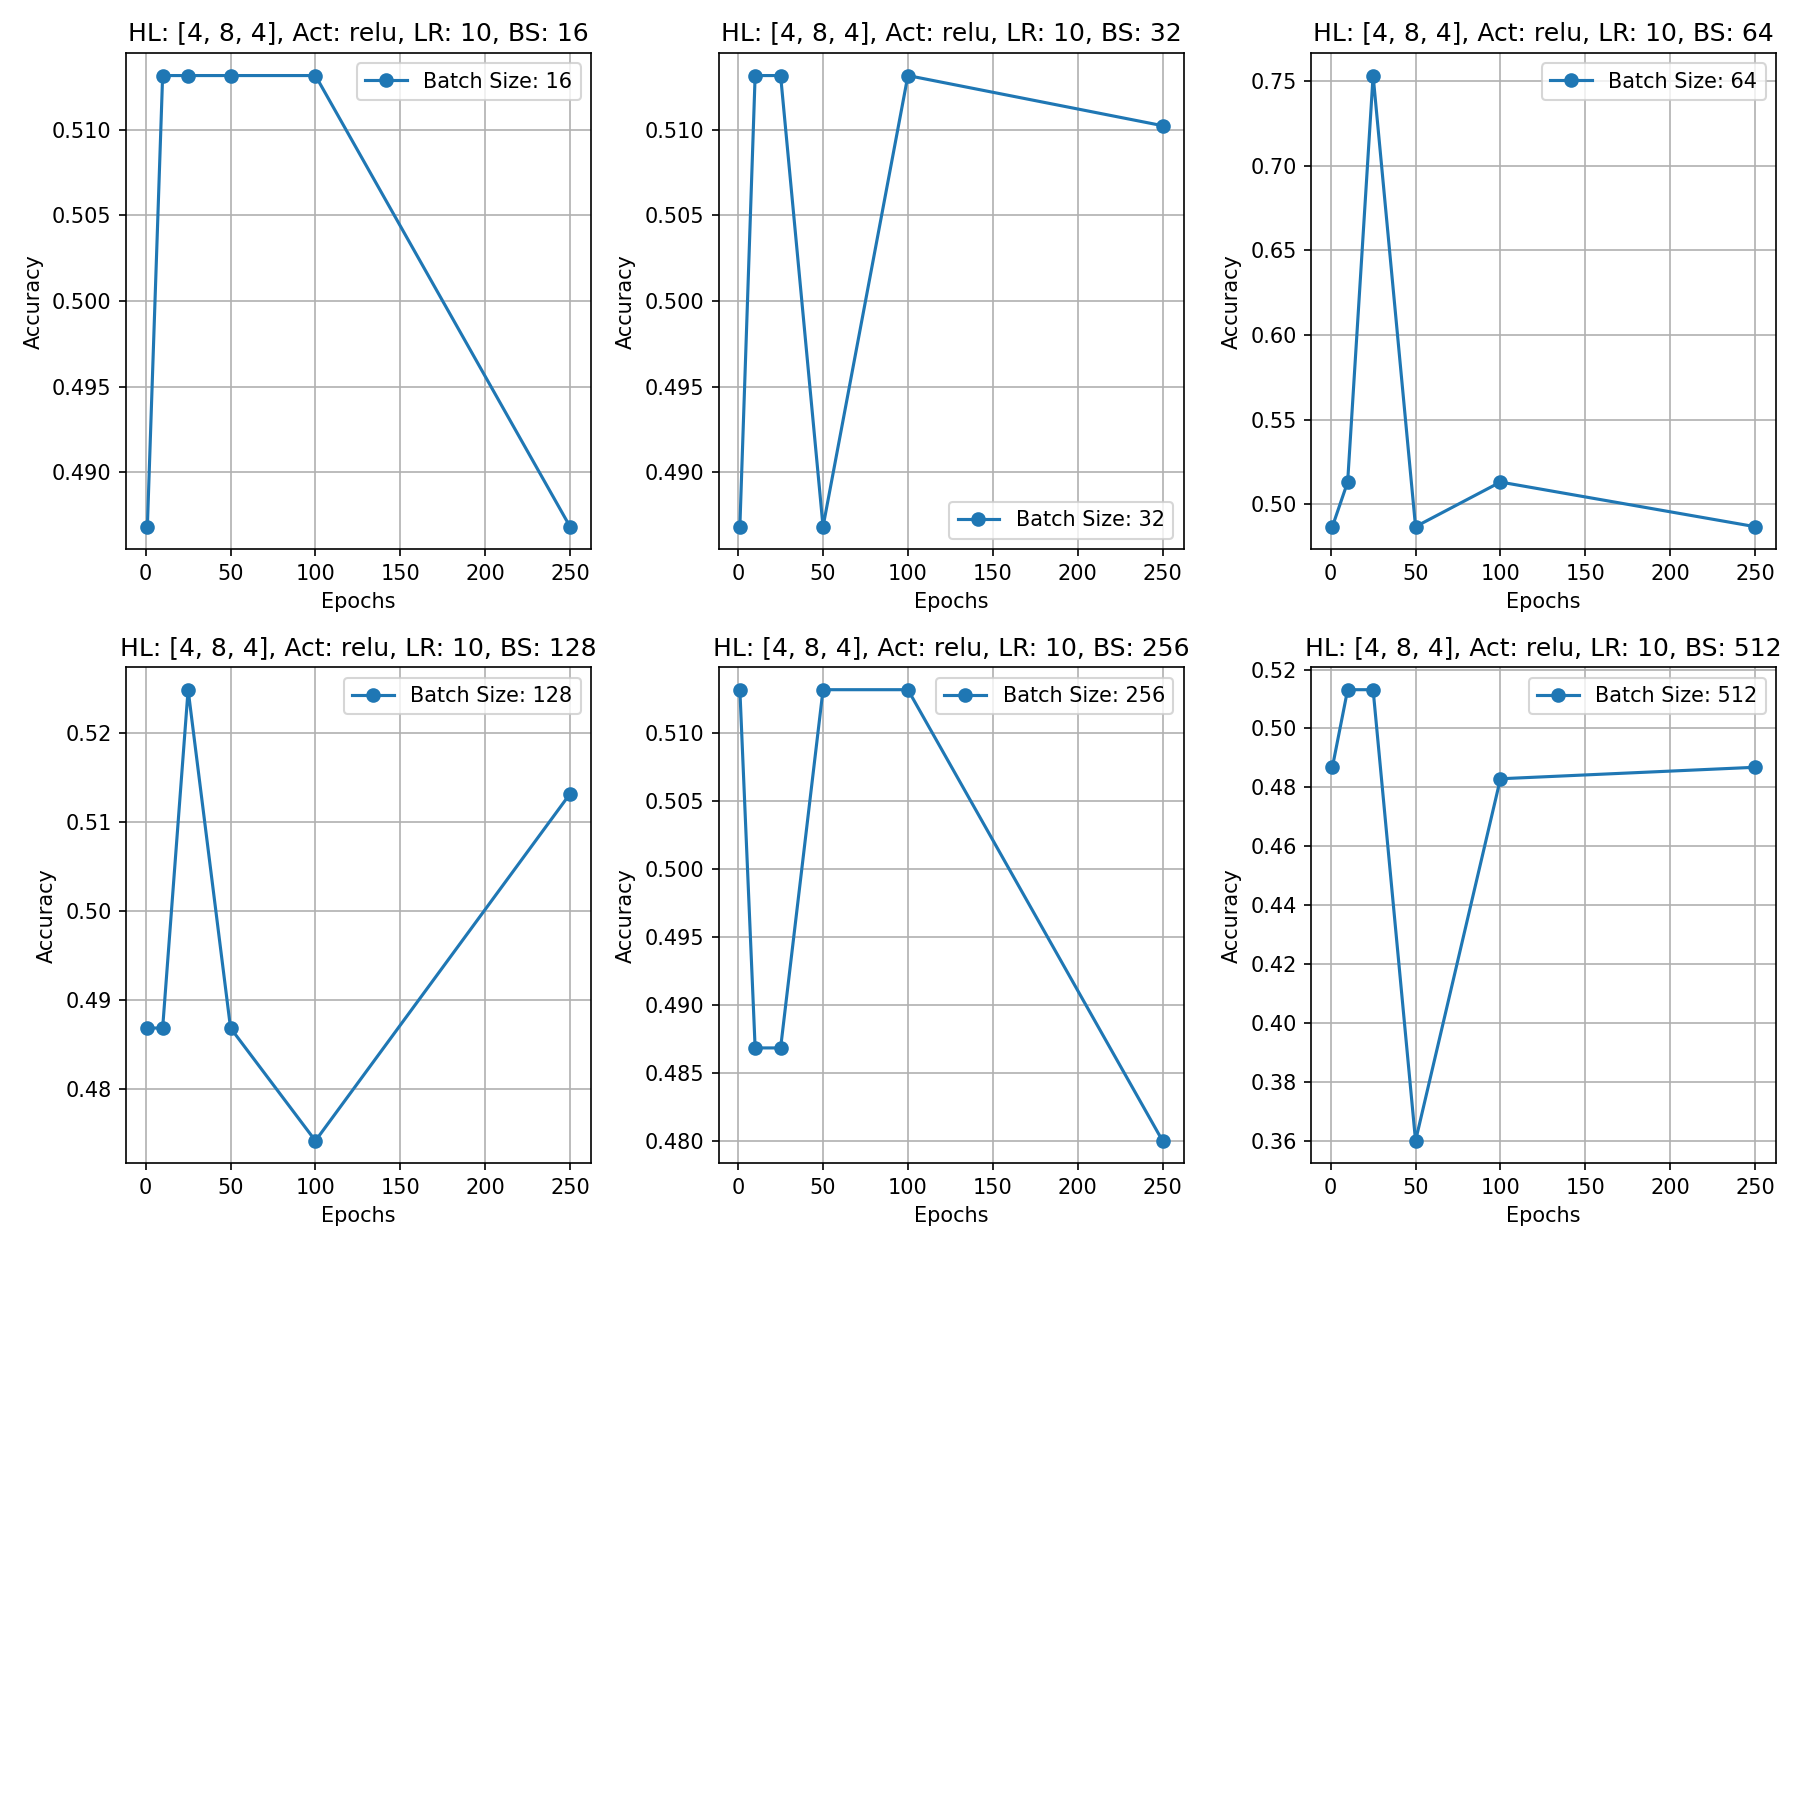 HL: [4, 8, 4], Act: relu, LR: 10, BS: 16
Batch Size: 16
0.510
0.505
0.500
0.495
0.490
Accuracy
0 50 100 150 200 250
Epochs
HL: [4, 8, 4], Act: relu, LR: 10, BS: 32
0.510
0.505
0.500
0.495
0.490
Accuracy
Batch Size: 32
0 50 100 150 200 250
Epochs
HL: [4, 8, 4], Act: relu, LR: 10, BS: 64
Batch Size: 64
0.75
0.70
0.65
0.60
0.55
0.50
Accuracy
0 50 100 150 200 250
Epochs
HL: [4, 8, 4], Act: relu, LR: 10, BS: 128
Batch Size: 128
0.52
0.51
0.50
0.49
0.48
Accuracy
0 50 100 150 200 250
Epochs
HL: [4, 8, 4], Act: relu, LR: 10, BS: 256
Batch Size: 256
0.510
0.505
0.500
0.495
0.490
0.485
0.480
Accuracy
0 50 100 150 200 250
Epochs
HL: [4, 8, 4], Act: relu, LR: 10, BS: 512
Batch Size: 512
0.52
0.50
0.48
0.46
0.44
0.42
0.40
0.38
0.36
Accuracy
0 50 100 150 200 250
Epochs